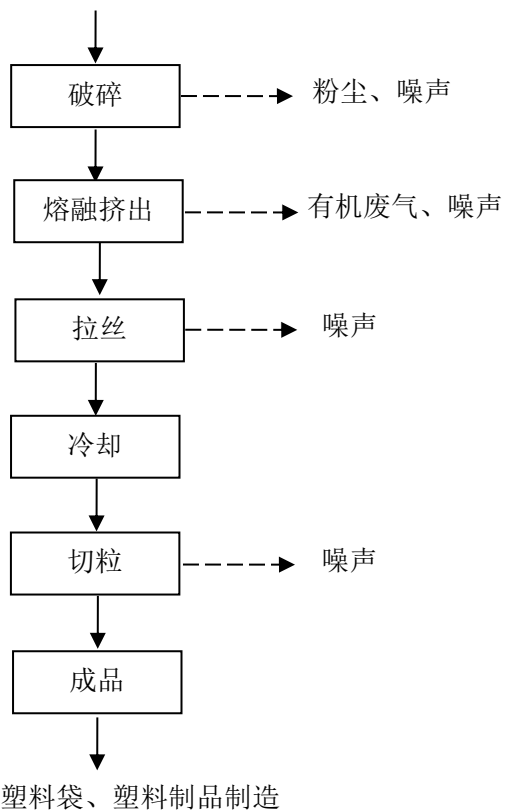 破碎
粉尘、噪声
熔融挤出
有机废气、噪声
拉丝
噪声
冷却
切粒
噪声
成品
塑料袋、塑料制品制造